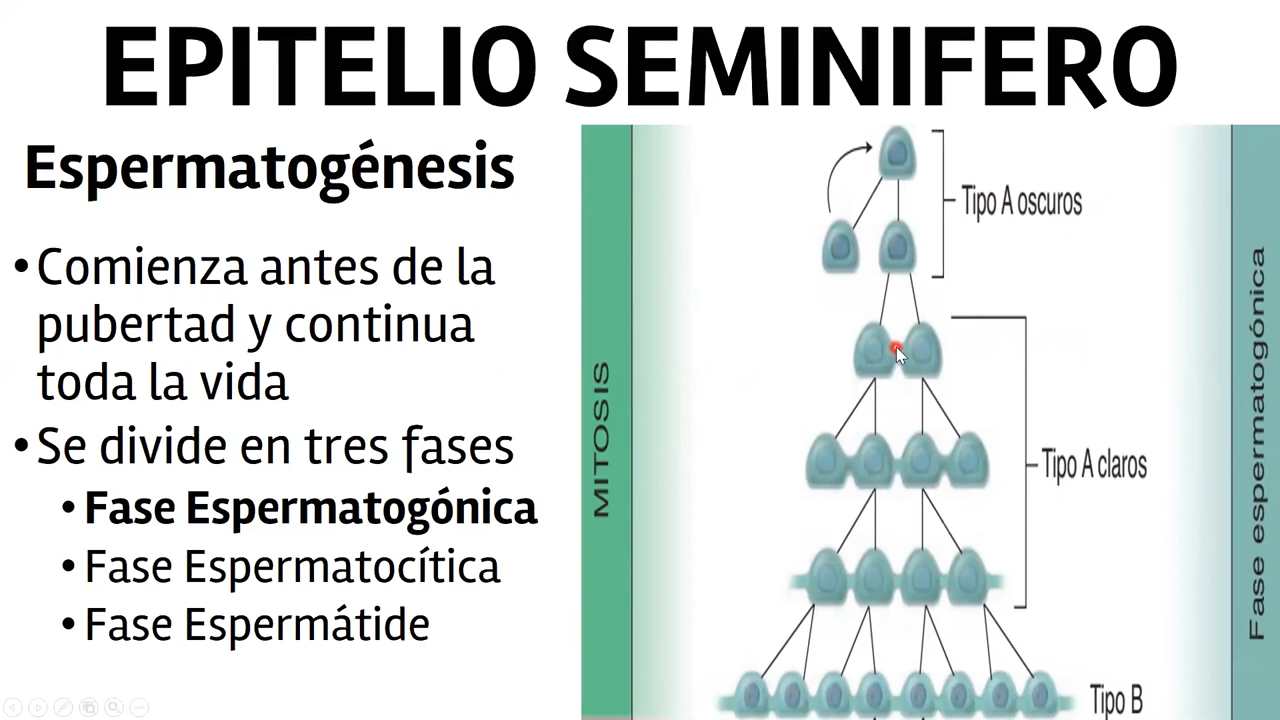 EPITELIO SEMINIFERO
Espermatogénesis
• Comienza antes de la
pubertad y continua
toda la vida
• Se divide en tres fases
• Fase Espermatogónica
• Fase Espermatocítica
• Fase Espermátide
MITOSIS
Tipo A oscuros
Tipo A claros
Tipo B
Fase espermatogónica